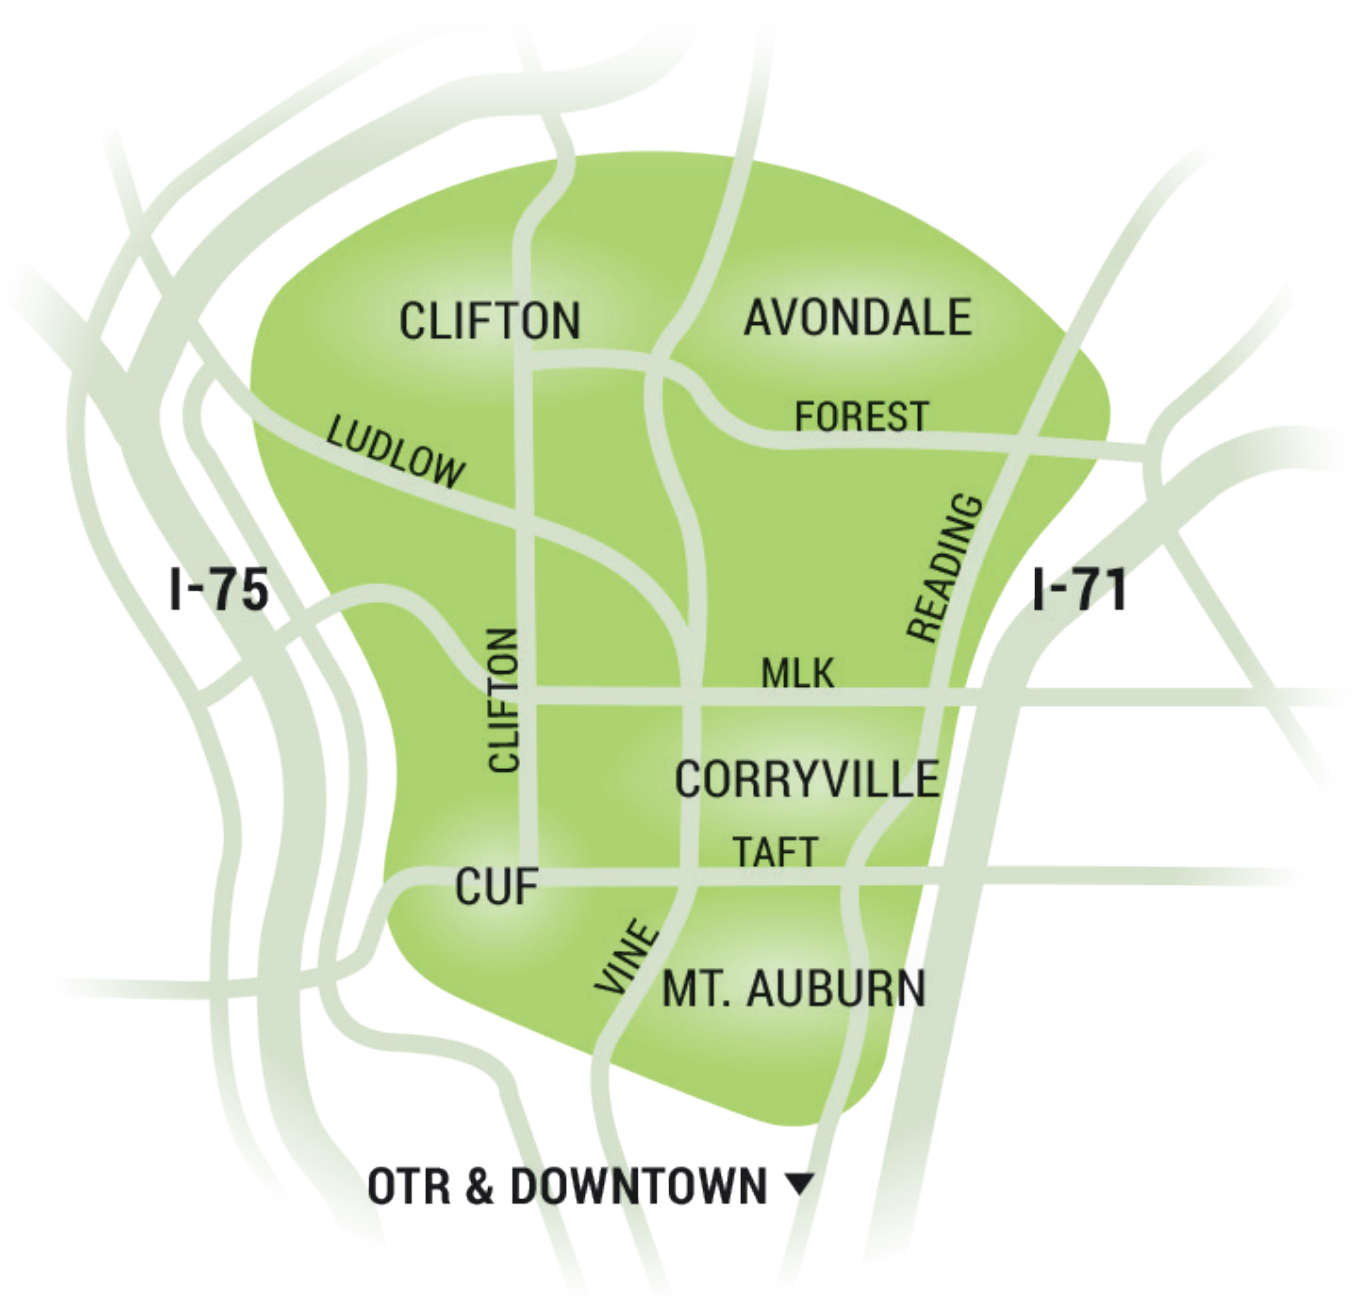 CLIFTON
AVONDALE
FOREST
LUDLOW
READING
I-75
I-71
CLIFTON
MLK
CORRYVILLE
TAFT
CUF
VINE
MT. AUBURN
OTR & DOWNTOWN ▼